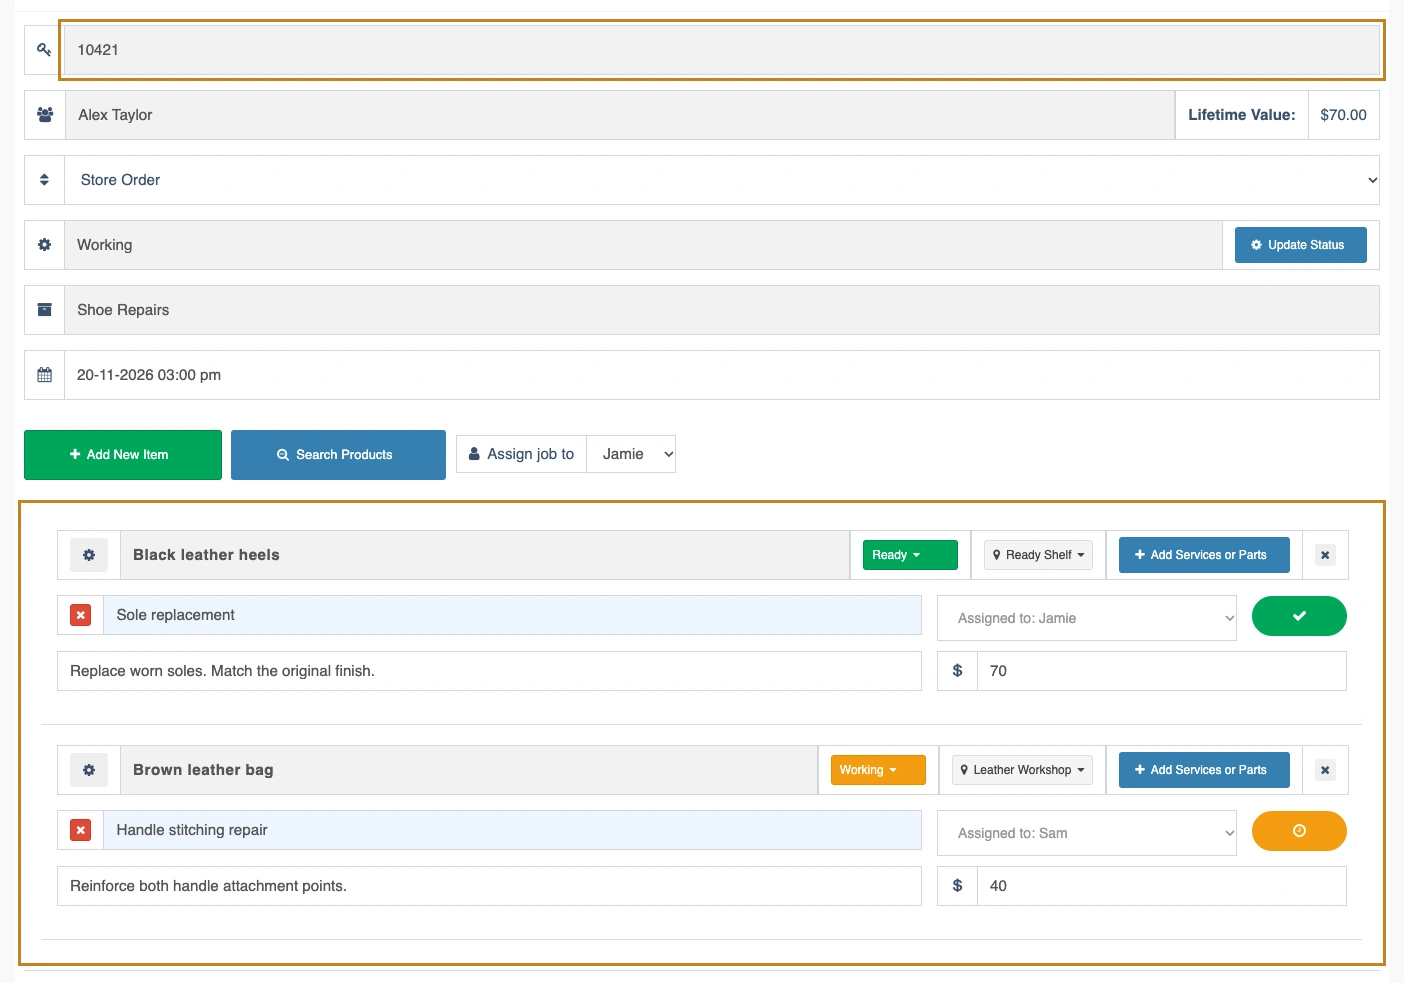 10421
Alex Taylor Lifetime Value: $70.00
Store Order
Working Update Status
Shoe Repairs
20-11-2026 03:00 pm
Add New Item Search Products Assign job to Jamie
Black leather heels Ready Ready Shelf Add Services or Parts
Sole replacement Assigned to: Jamie
Replace worn soles. Match the original finish. $ 70
Brown leather bag Working Leather Workshop Add Services or Parts
Handle stitching repair Assigned to: Sam
Reinforce both handle attachment points. $ 40